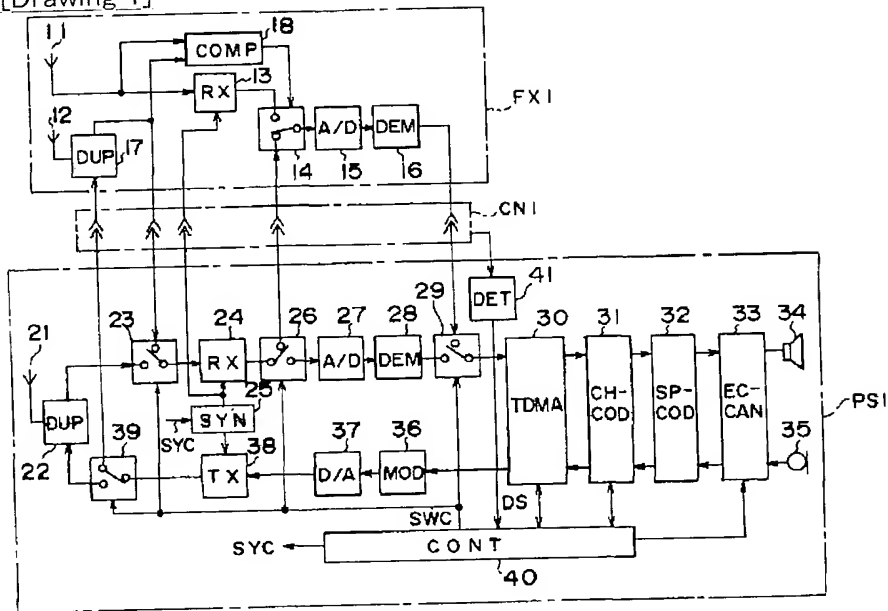 [Drawing 1]
11
18
COMP
13
RX
FX1
12
DUP
17
A/D
DEM
14
15
16
CN1
DET
41
21
23
24
26
27
28
29
30
31
32
33
34
RX
A/D
DEM
TDMA
CH-COD
SP-COD
EC-CAN
PS1
DUP
22
SYN
25
SYC
39
38
37
36
35
TX
D/A
MOD
SWC
DS
SYC
CONT
40